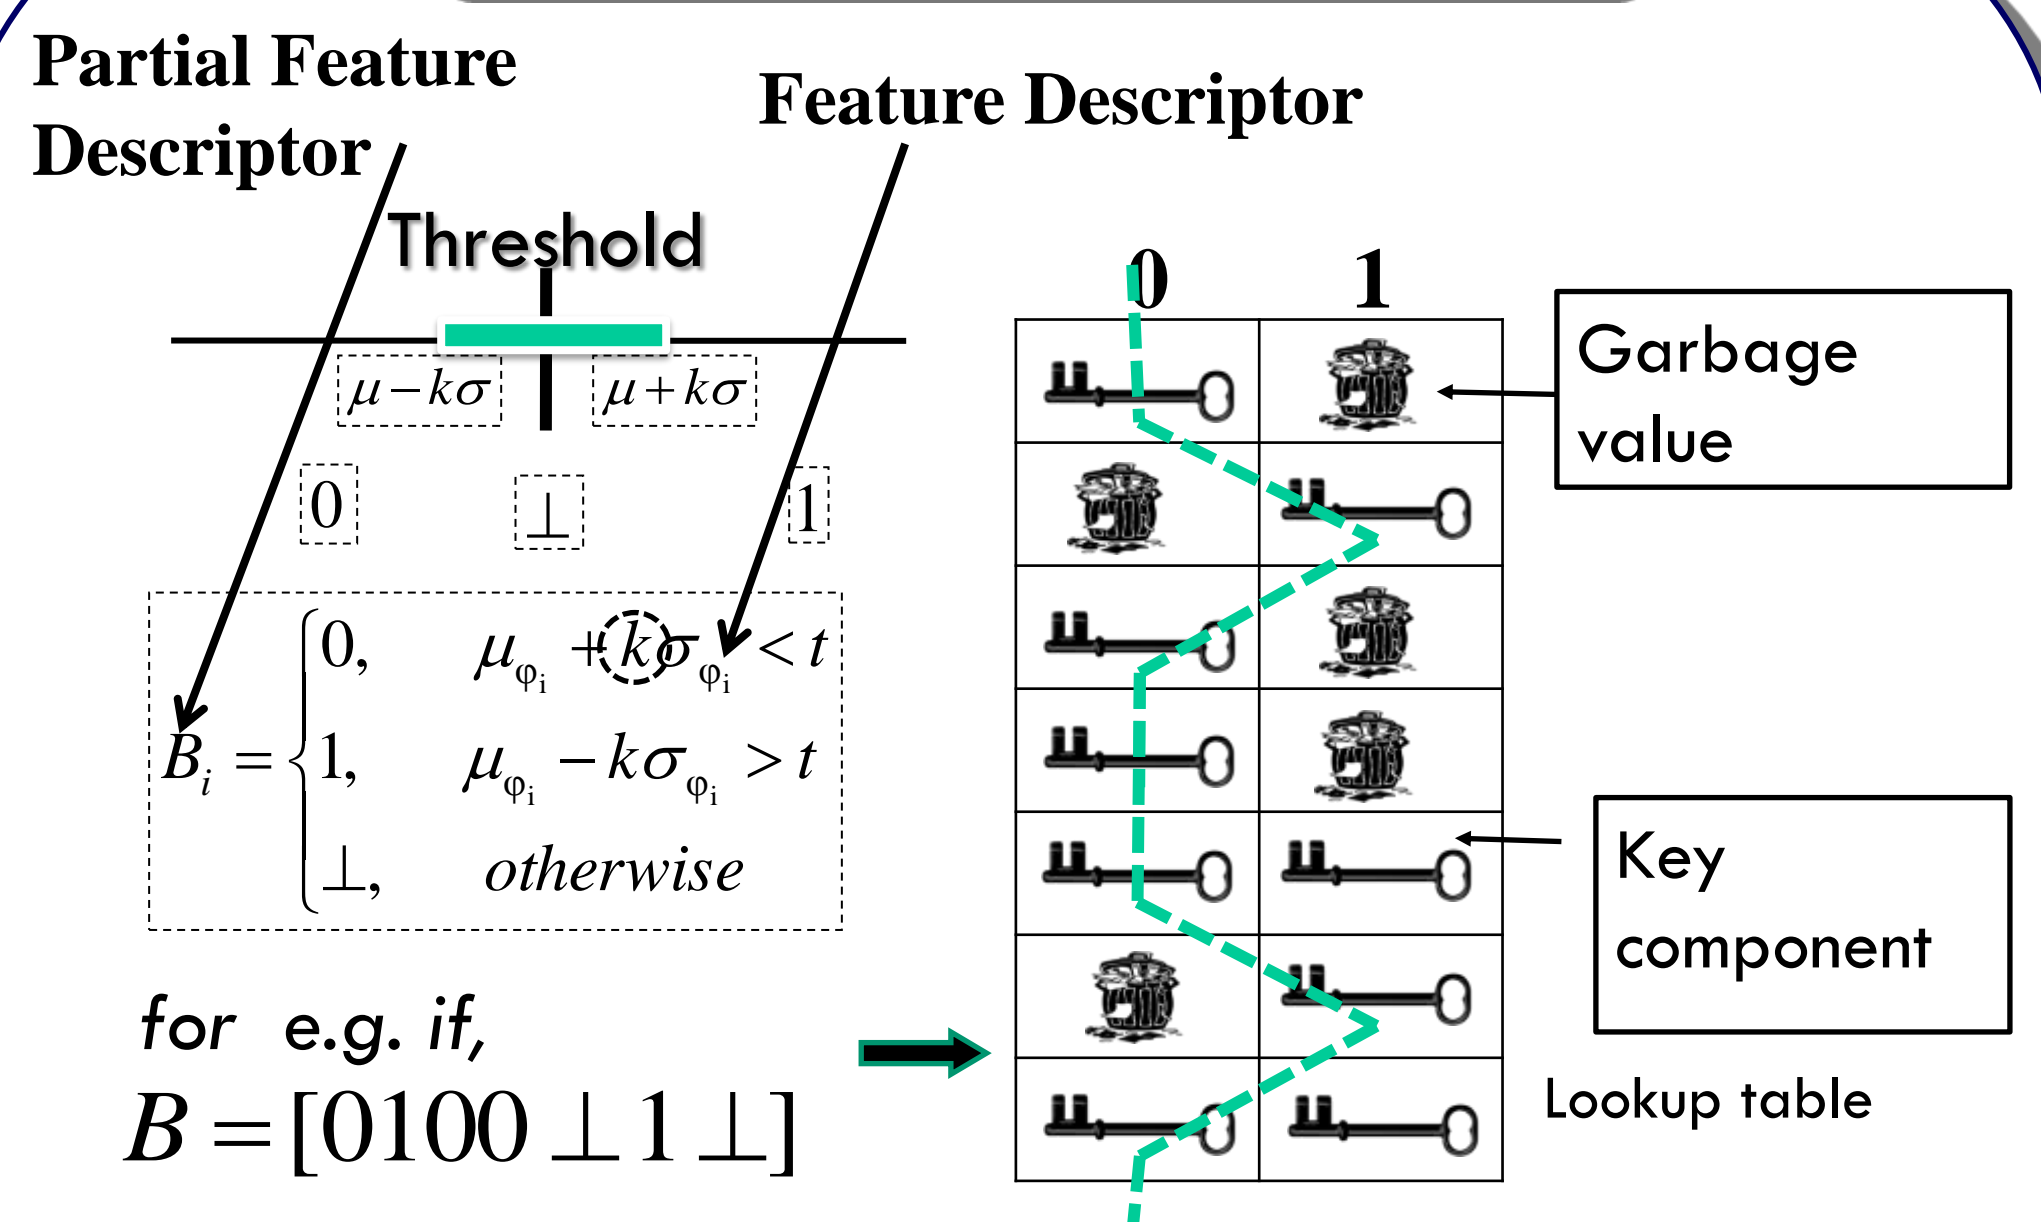 Partial Feature
Descriptor
Feature Descriptor
Threshold
μ − kσ
μ + kσ
0
⊥
1
B_i = { 0, μ_φi + kσ_φi < t
1, μ_φi − kσ_φi > t
⊥, otherwise
for e.g. if,
B = [0100 ⊥ 1 ⊥]
0 1
Garbage
value
Key
component
Lookup table